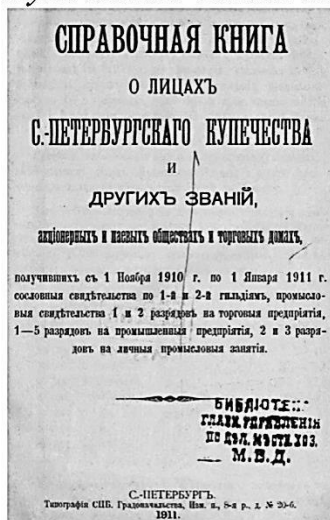 СПРАВОЧНАЯ КНИГА
О ЛИЦАХЪ
С.-ПЕТЕРБУРГСКАГО КУПЕЧЕСТВА
И
ДРУГИХЪ ЗВАНІЙ,
акціонерныхъ и паевыхъ обществахъ и торговыхъ домахъ,
получившихъ съ 1 Ноября 1910 г. по 1 Января 1911 г.
сословныя свидѣтельства по 1-й и 2-й гильдіямъ, промысло-
выя свидѣтельства 1 и 2 разрядовъ на торговыя предпріятія,
1—5 разрядовъ на промышленныя предпріятія, 2 и 3 разря-
довъ на личныя промысловыя занятія.
БИБЛІОТЕ
ГЛАВН. УПРАВЛЕНІЯ
ПО ДѢЛ. МѢСТН. ХОЗ.
М. В. Д.
С.-ПЕТЕРБУРГЪ.
Типографія СПБ. Градоначальства, Изм. п., 8-я р., д. № 20-6.
1911.